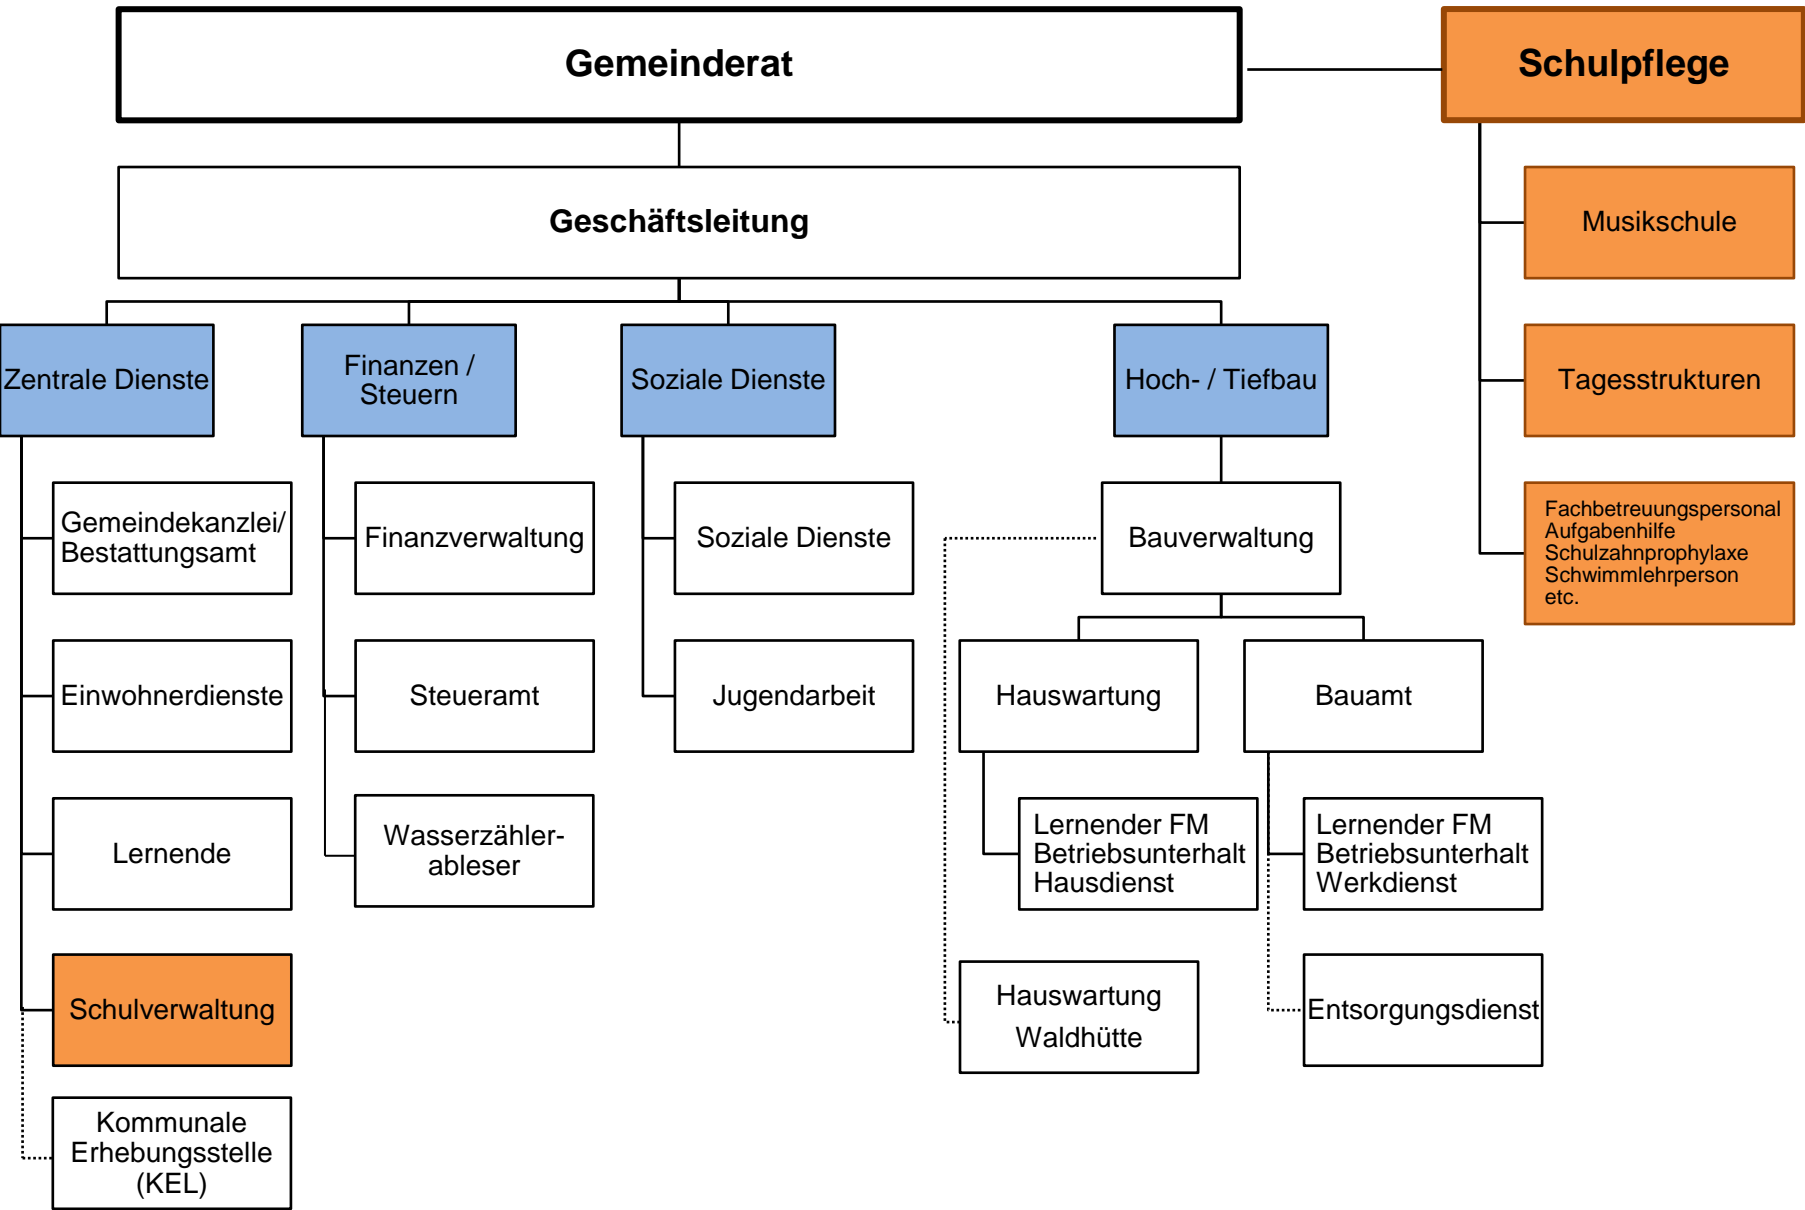 Gemeinderat
Schulpflege
Geschäftsleitung
Musikschule
Zentrale Dienste
Finanzen /
Steuern
Soziale Dienste
Hoch- / Tiefbau
Tagesstrukturen
Gemeindekanzlei/
Bestattungsamt
Finanzverwaltung
Soziale Dienste
Bauverwaltung
Fachbetreuungspersonal
Aufgabenhilfe
Schulzahnprophylaxe
Schwimmlehrperson
etc.
Einwohnerdienste
Steueramt
Jugendarbeit
Hauswartung
Bauamt
Lernende
Wasserzähler-
ableser
Lernender FM
Betriebsunterhalt
Hausdienst
Lernender FM
Betriebsunterhalt
Werkdienst
Schulverwaltung
Hauswartung
Waldhütte
Entsorgungsdienst
Kommunale
Erhebungsstelle
(KEL)